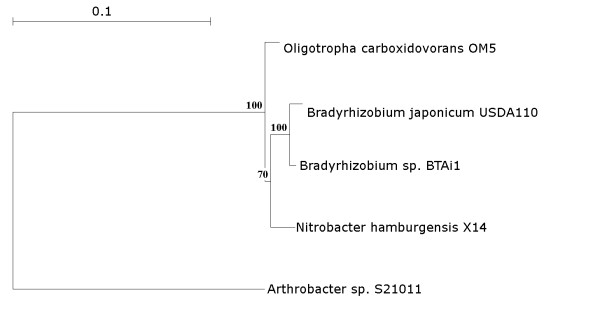 0.1
Oligotropha carboxidovorans OM5
100
Bradyrhizobium japonicum USDA110
100
Bradyrhizobium sp. BTAi1
70
Nitrobacter hamburgensis X14
Arthrobacter sp. S21011